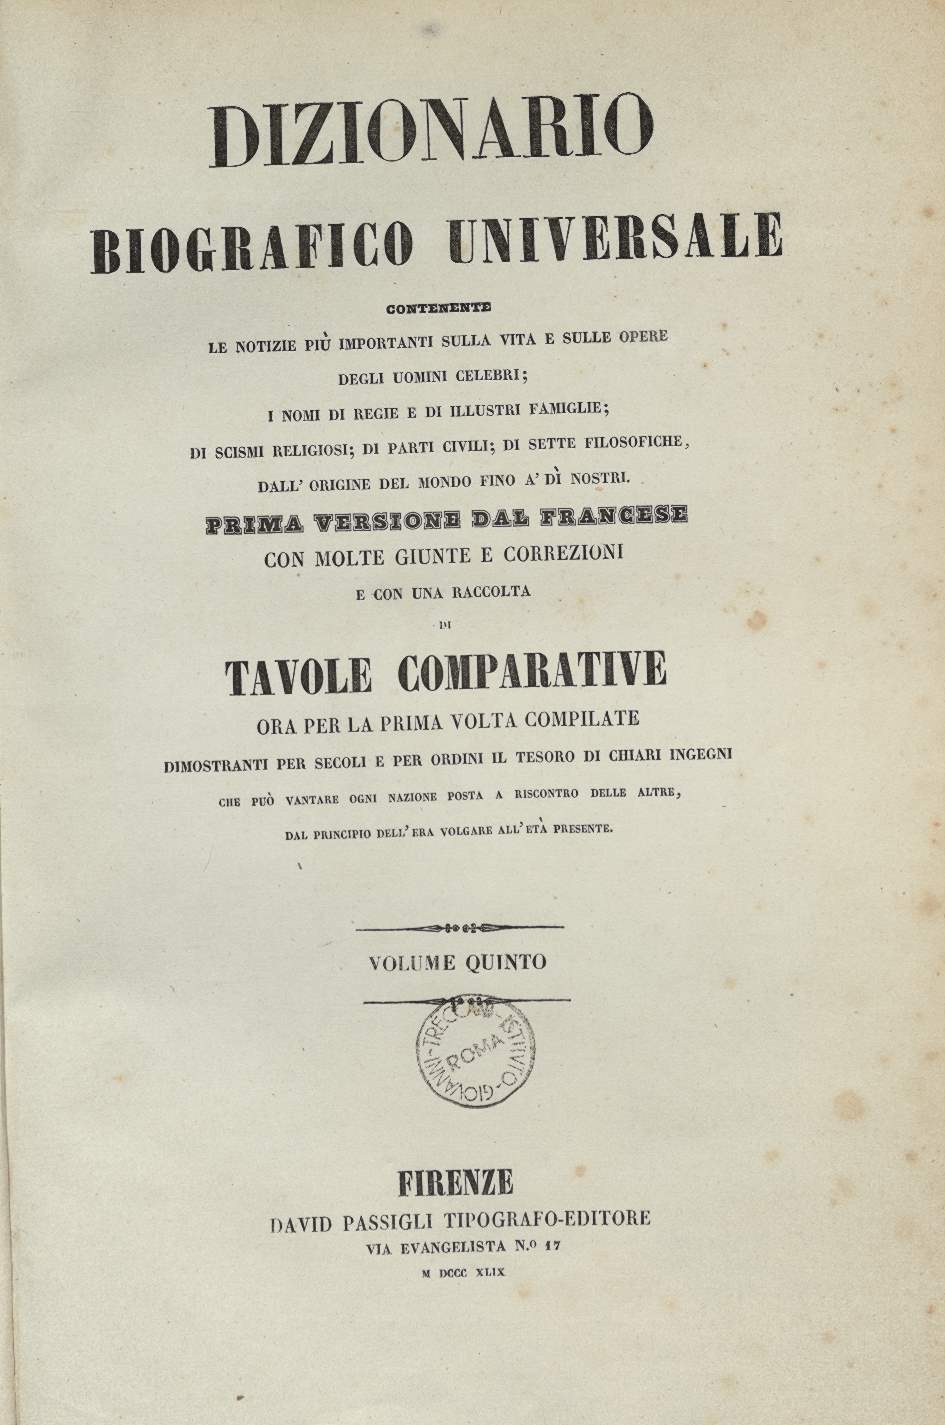 DIZIONARIO
BIOGRAFICO UNIVERSALE
CONTENENTE
LE NOTIZIE PIÙ IMPORTANTI SULLA VITA E SULLE OPERE
DEGLI UOMINI CELEBRI;
I NOMI DI REGIE E DI ILLUSTRI FAMIGLIE;
DI SCISMI RELIGIOSI; DI PARTI CIVILI; DI SETTE FILOSOFICHE,
DALL' ORIGINE DEL MONDO FINO A' DÌ NOSTRI.
PRIMA VERSIONE DAL FRANCESE
CON MOLTE GIUNTE E CORREZIONI
E CON UNA RACCOLTA
DI
TAVOLE COMPARATIVE
ORA PER LA PRIMA VOLTA COMPILATE
DIMOSTRANTI PER SECOLI E PER ORDINI IL TESORO DI CHIARI INGEGNI
CHE PUÒ VANTARE OGNI NAZIONE POSTA A RISCONTRO DELLE ALTRE,
DAL PRINCIPIO DELL' ERA VOLGARE ALL' ETÀ PRESENTE.
VOLUME QUINTO
ISTITUTO-GIOVANNI-TRECCANI-
ROMA
FIRENZE
DAVID PASSIGLI TIPOGRAFO-EDITORE
VIA EVANGELISTA N.º 17
M DCCC XLIX